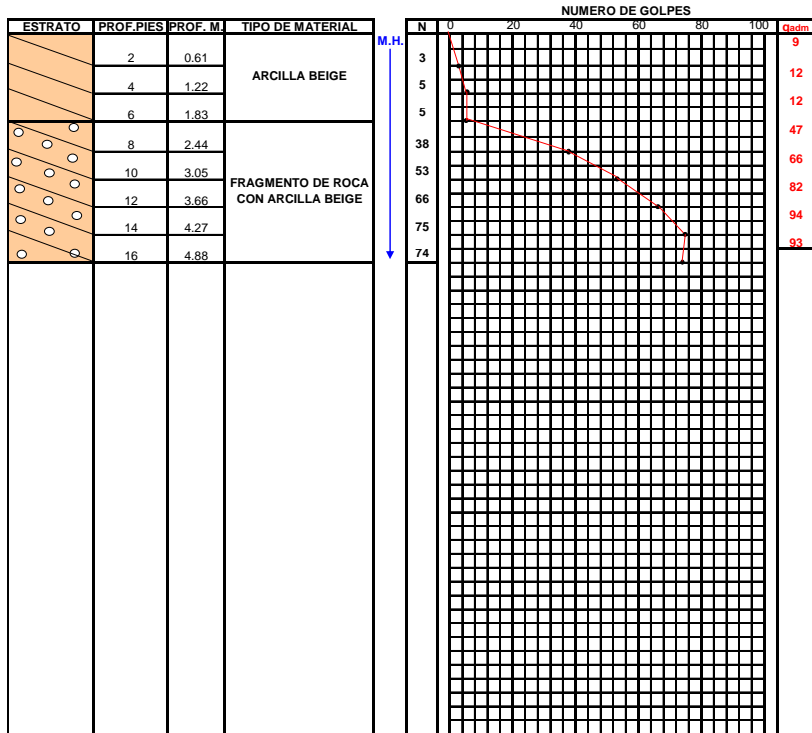 NUMERO DE GOLPES
ESTRATO PROF.PIES PROF. M. TIPO DE MATERIAL N 0 20 40 60 80 100 qadm
M.H.
2 0.61 3 9
4 1.22 ARCILLA BEIGE 5 12
6 1.83 5 12
8 2.44 38 47
10 3.05 53 66
FRAGMENTO DE ROCA
12 3.66 CON ARCILLA BEIGE 66 82
14 4.27 75 94
16 4.88 74 93